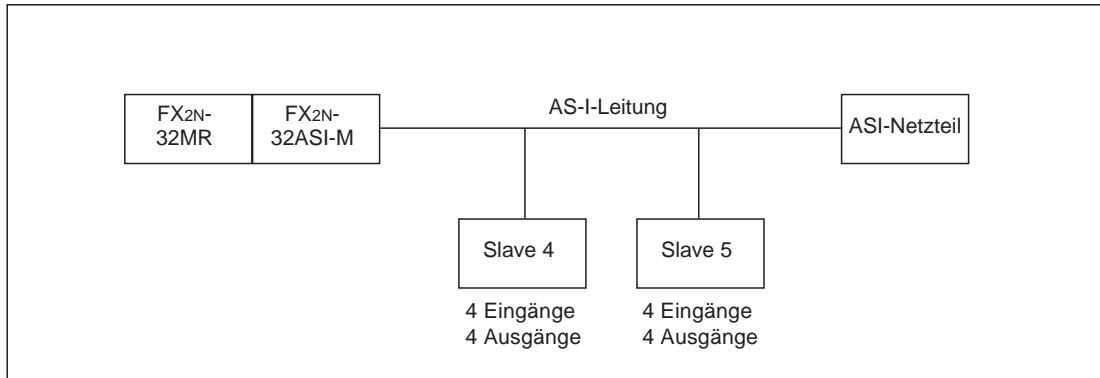 FX2N-
32MR
FX2N-
32ASI-M
AS-I-Leitung
ASI-Netzteil
Slave 4
Slave 5
4 Eingänge
4 Ausgänge
4 Eingänge
4 Ausgänge